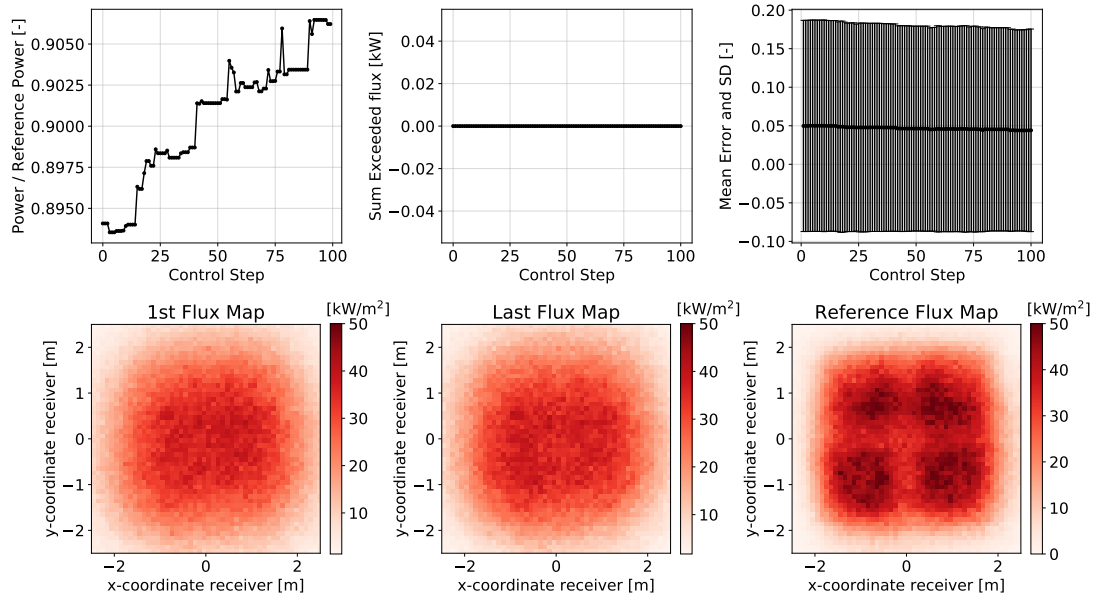 Power / Reference Power [-]
0.9050
0.9025
0.9000
0.8975
0.8950
0 25 50 75 100
Control Step
Sum Exceeded flux [kW]
0.04
0.02
0.00
−0.02
−0.04
0 25 50 75 100
Control Step
Mean Error and SD [-]
0.20
0.15
0.10
0.05
0.00
−0.05
−0.10
0 25 50 75 100
Control Step
1st Flux Map
[kW/m²]
y-coordinate receiver [m]
2
1
0
−1
−2
−2 0 2
x-coordinate receiver [m]
50
40
30
20
10
Last Flux Map
[kW/m²]
y-coordinate receiver [m]
2
1
0
−1
−2
−2 0 2
x-coordinate receiver [m]
50
40
30
20
10
Reference Flux Map
[kW/m²]
y-coordinate receiver [m]
2
1
0
−1
−2
−2 0 2
x-coordinate receiver [m]
50
40
30
20
10
0